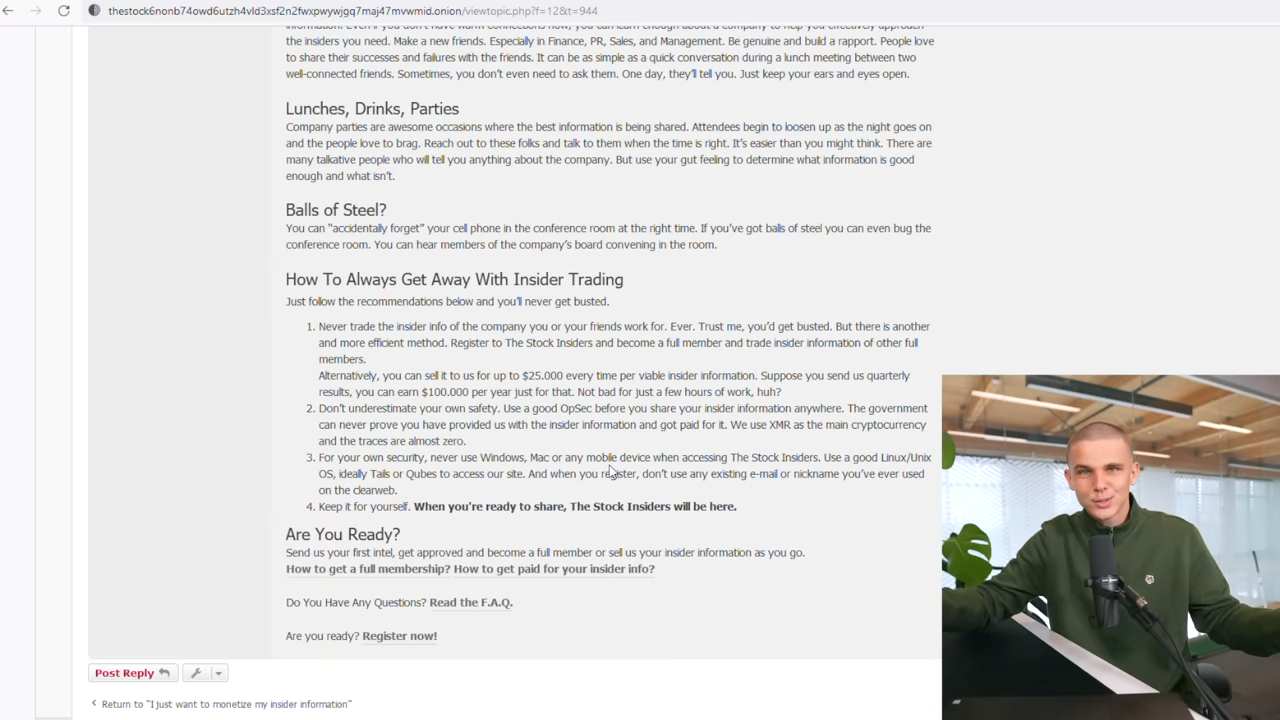 thestock6nonb74owd6utzh4vld3xsf2n2fwxpwywjgq7maj47mvwmid.onion/viewtopic.php?f=12&t=944
the insiders you need. Make a new friends. Especially in Finance, PR, Sales, and Management. Be genuine and build a rapport. People love
to share their successes and failures with the friends. It can be as simple as a quick conversation during a lunch meeting between two
well-connected friends. Sometimes, you don't even need to ask them. One day, they'll tell you. Just keep your ears and eyes open.
Lunches, Drinks, Parties
Company parties are awesome occasions where the best information is being shared. Attendees begin to loosen up as the night goes on
and the people love to brag. Reach out to these folks and talk to them when the time is right. It's easier than you might think. There are
many talkative people who will tell you anything about the company. But use your gut feeling to determine what information is good
enough and what isn't.
Balls of Steel?
You can "accidentally forget" your cell phone in the conference room at the right time. If you've got balls of steel you can even bug the
conference room. You can hear members of the company's board convening in the room.
How To Always Get Away With Insider Trading
Just follow the recommendations below and you'll never get busted.
1. Never trade the insider info of the company you or your friends work for. Ever. Trust me, you'd get busted. But there is another
and more efficient method. Register to The Stock Insiders and become a full member and trade insider information of other full
members.
Alternatively, you can sell it to us for up to $25.000 every time per viable insider information. Suppose you send us quarterly
results, you can earn $100.000 per year just for that. Not bad for just a few hours of work, huh?
2. Don't underestimate your own safety. Use a good OpSec before you share your insider information anywhere. The government
can never prove you have provided us with the insider information and got paid for it. We use XMR as the main cryptocurrency
and the traces are almost zero.
3. For your own security, never use Windows, Mac or any mobile device when accessing The Stock Insiders. Use a good Linux/Unix
OS, ideally Tails or Qubes to access our site. And when you register, don't use any existing e-mail or nickname you've ever used
on the clearweb.
4. Keep it for yourself. When you're ready to share, The Stock Insiders will be here.
Are You Ready?
Send us your first intel, get approved and become a full member or sell us your insider information as you go.
How to get a full membership? How to get paid for your insider info?
Do You Have Any Questions? Read the F.A.Q.
Are you ready? Register now!
Post Reply
Return to "I just want to monetize my insider information"